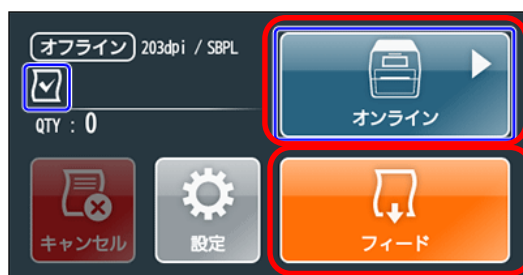 オフライン 203dpi / SBPL
QTY : 0
オンライン
キャンセル
設定
フィード